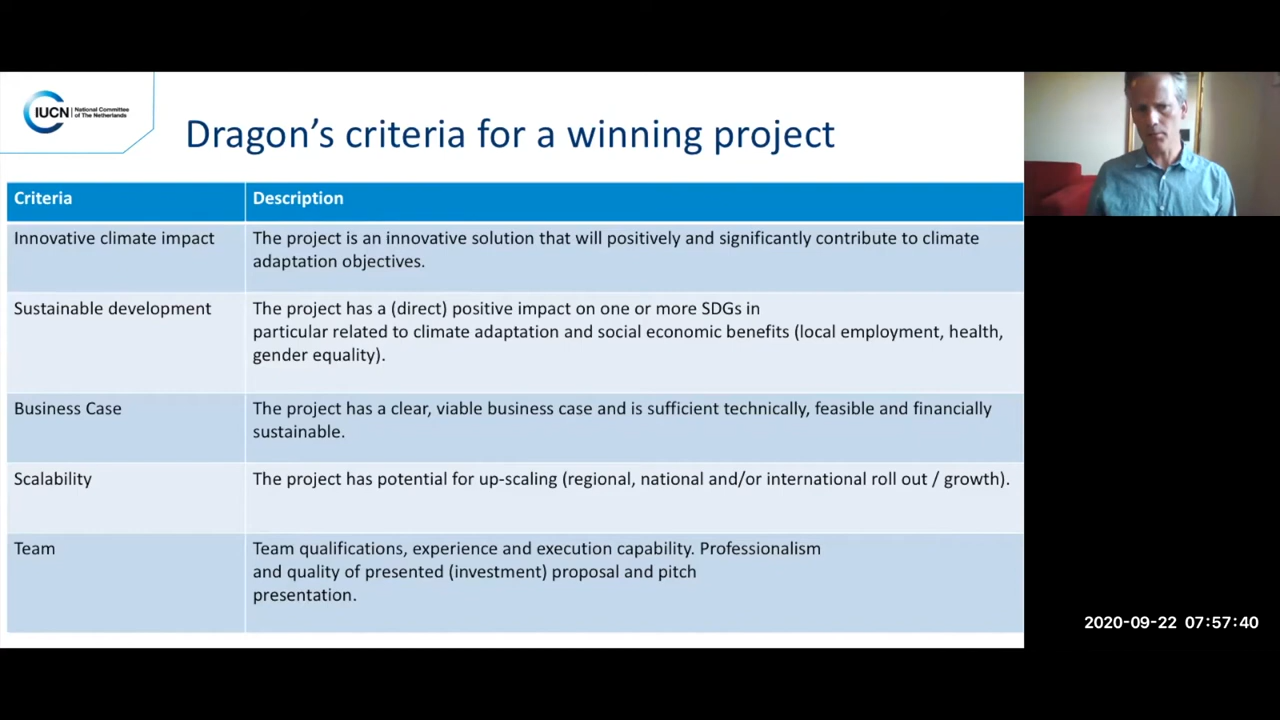 IUCN
National Committee
of The Netherlands
Dragon's criteria for a winning project
Criteria
Description
Innovative climate impact
The project is an innovative solution that will positively and significantly contribute to climate
adaptation objectives.
Sustainable development
The project has a (direct) positive impact on one or more SDGs in
particular related to climate adaptation and social economic benefits (local employment, health,
gender equality).
Business Case
The project has a clear, viable business case and is sufficient technically, feasible and financially
sustainable.
Scalability
The project has potential for up-scaling (regional, national and/or international roll out / growth).
Team
Team qualifications, experience and execution capability. Professionalism
and quality of presented (investment) proposal and pitch
presentation.
2020-09-22 07:57:40